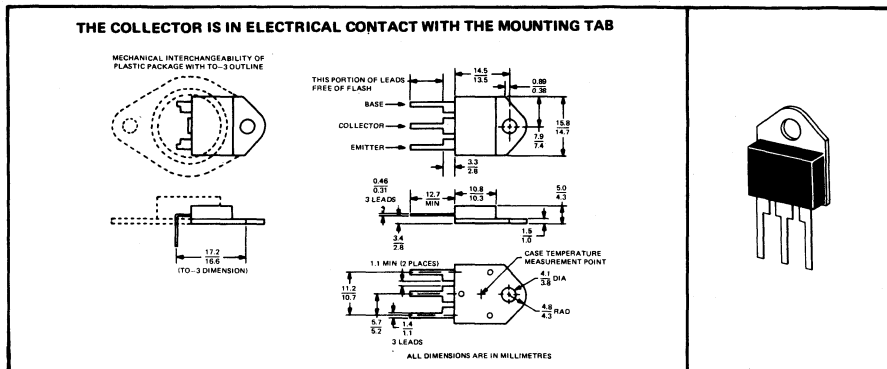 THE COLLECTOR IS IN ELECTRICAL CONTACT WITH THE MOUNTING TAB
MECHANICAL INTERCHANGEABILITY OF
PLASTIC PACKAGE WITH TO-3 OUTLINE
THIS PORTION OF LEADS
FREE OF FLASH
14.5
13.5
0.89
0.38
BASE
COLLECTOR
EMITTER
15.8
14.7
7.9
7.4
3.3
2.8
0.46
0.31
3 LEADS
12.7
MIN
10.8
10.3
5.0
4.3
3.4
2.8
1.5
1.0
17.2
16.6
(TO-3 DIMENSION)
1.1 MIN (2 PLACES)
CASE TEMPERATURE
MEASUREMENT POINT
4.1
3.8 DIA
11.2
10.7
5.7
5.2
1.4
1.1
3 LEADS
4.8
4.3 RAD
ALL DIMENSIONS ARE IN MILLIMETRES